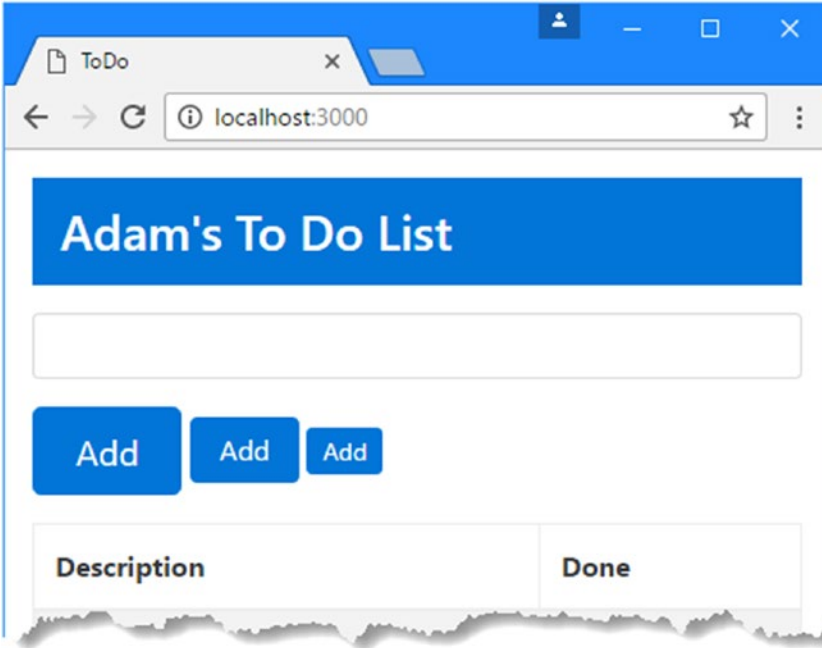 ToDo
localhost:3000
Adam's To Do List
Add Add Add
Description Done